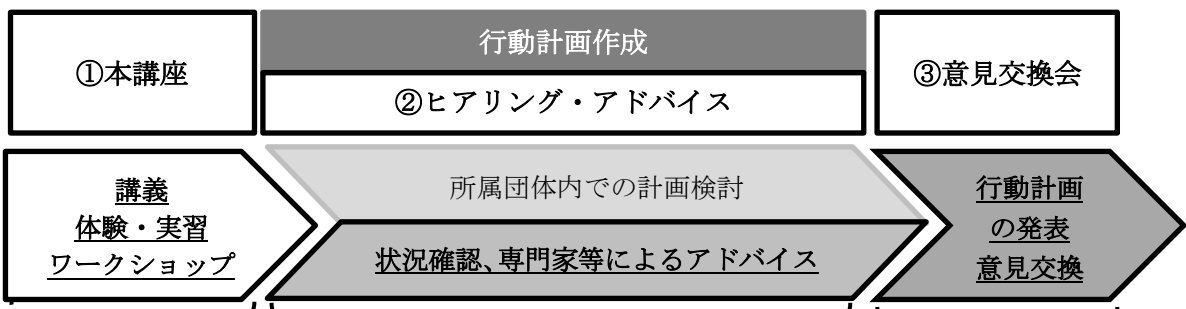 ①本講座
行動計画作成
②ヒアリング・アドバイス
③意見交換会
講義
体験・実習
ワークショップ
所属団体内での計画検討
状況確認、専門家等によるアドバイス
行動計画
の発表
意見交換